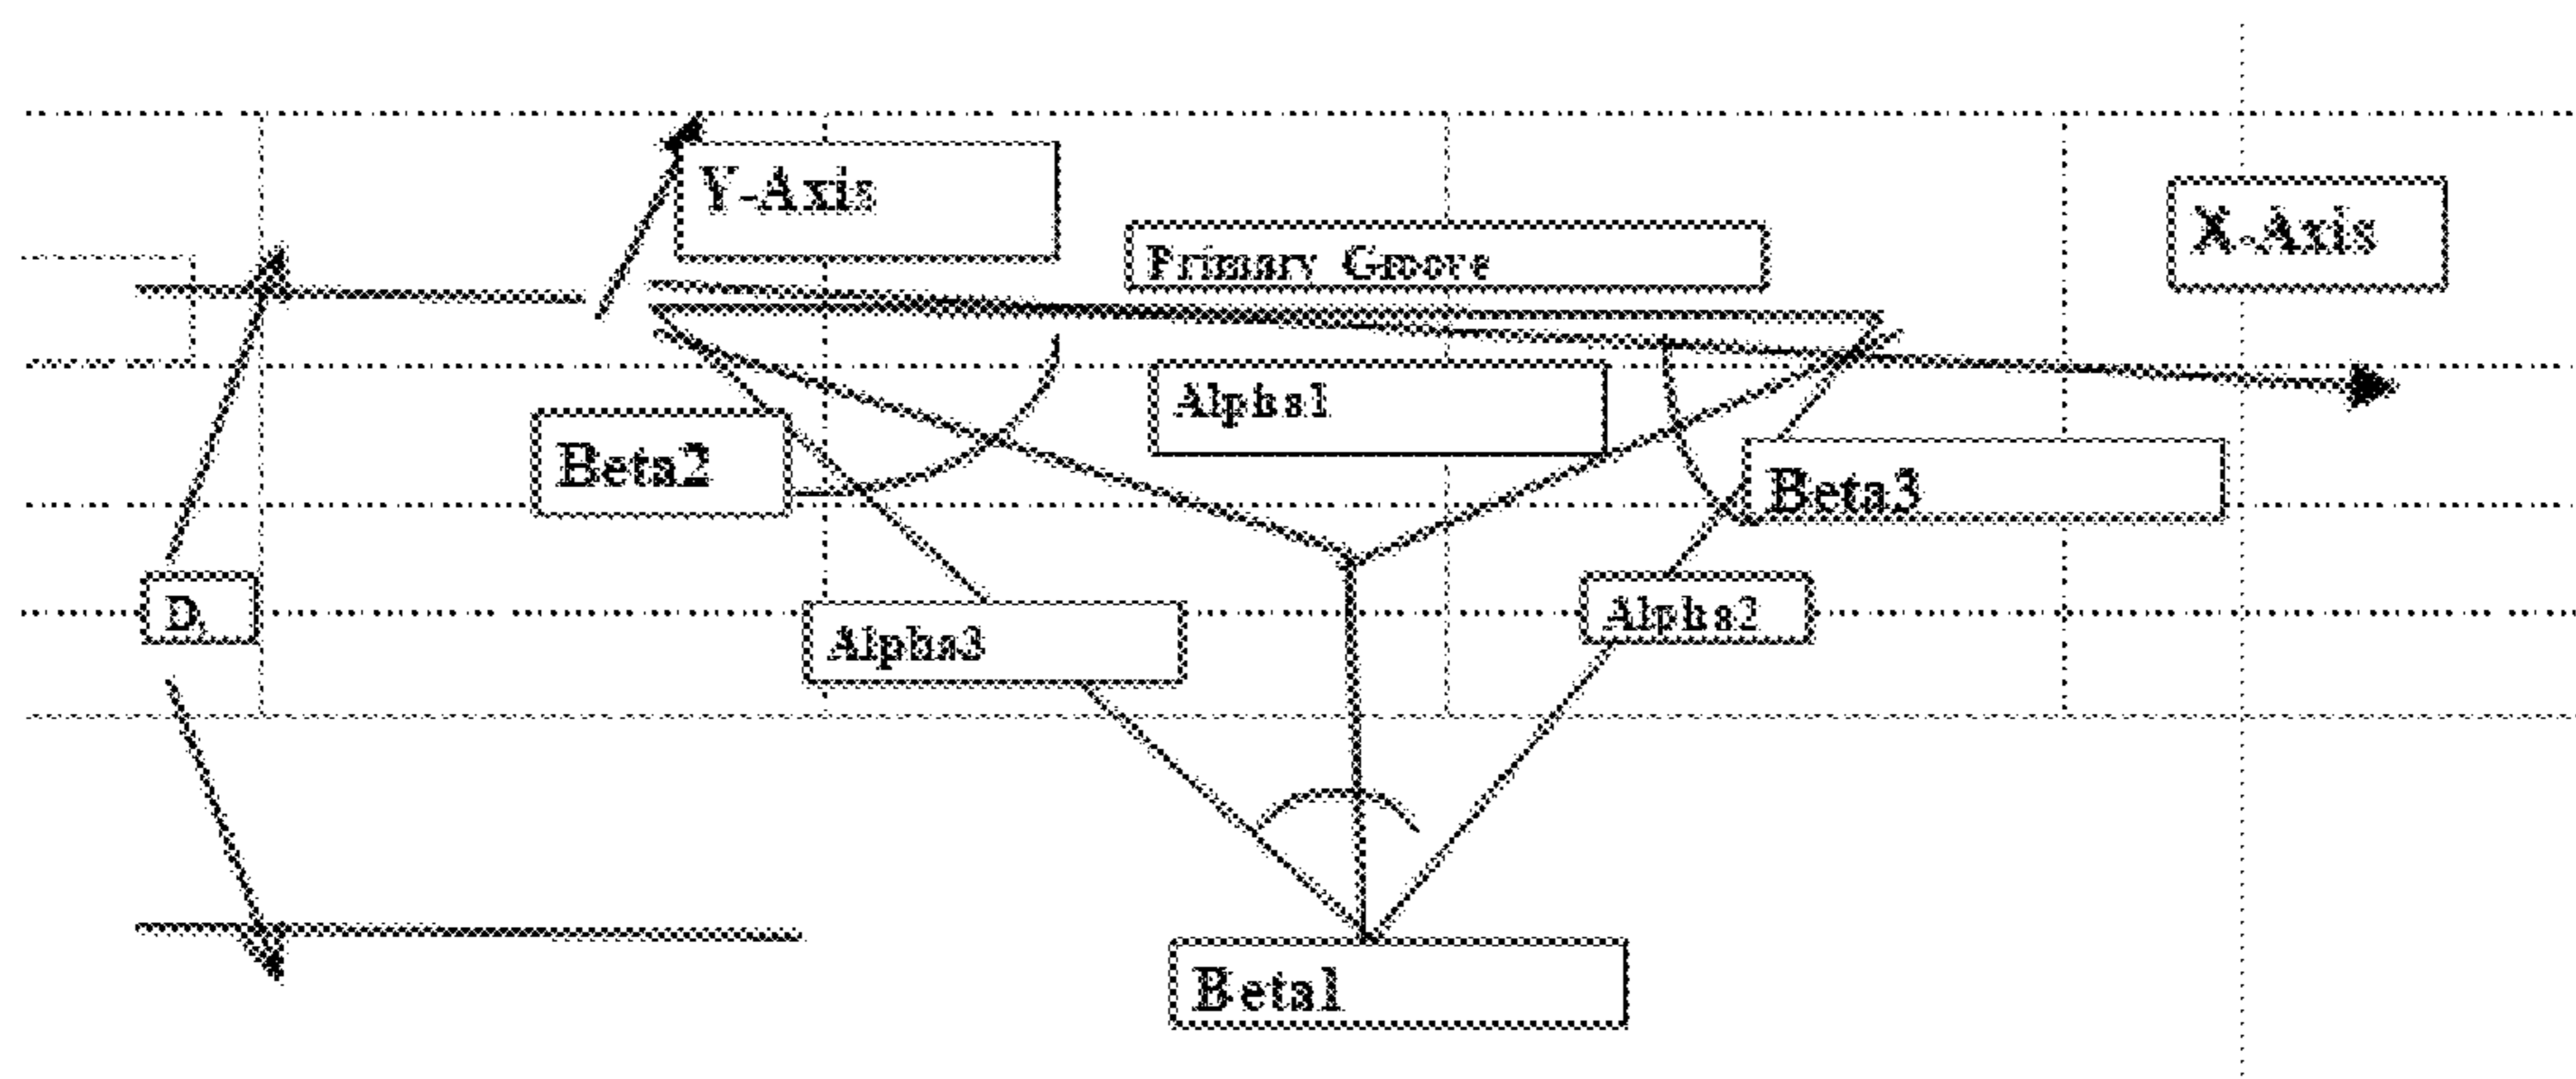 Y-Axis
X-Axis
Primary Groove
Alpha1
Beta2
Beta3
D
Alpha3
Alpha2
Beta1